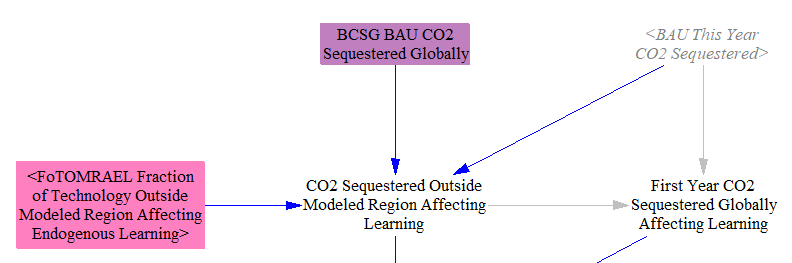 BCSG BAU CO2
Sequestered Globally
<BAU This Year
CO2 Sequestered>
<FoTOMRAEL Fraction
of Technology Outside
Modeled Region Affecting
Endogenous Learning>
CO2 Sequestered Outside
Modeled Region Affecting
Learning
First Year CO2
Sequestered Globally
Affecting Learning